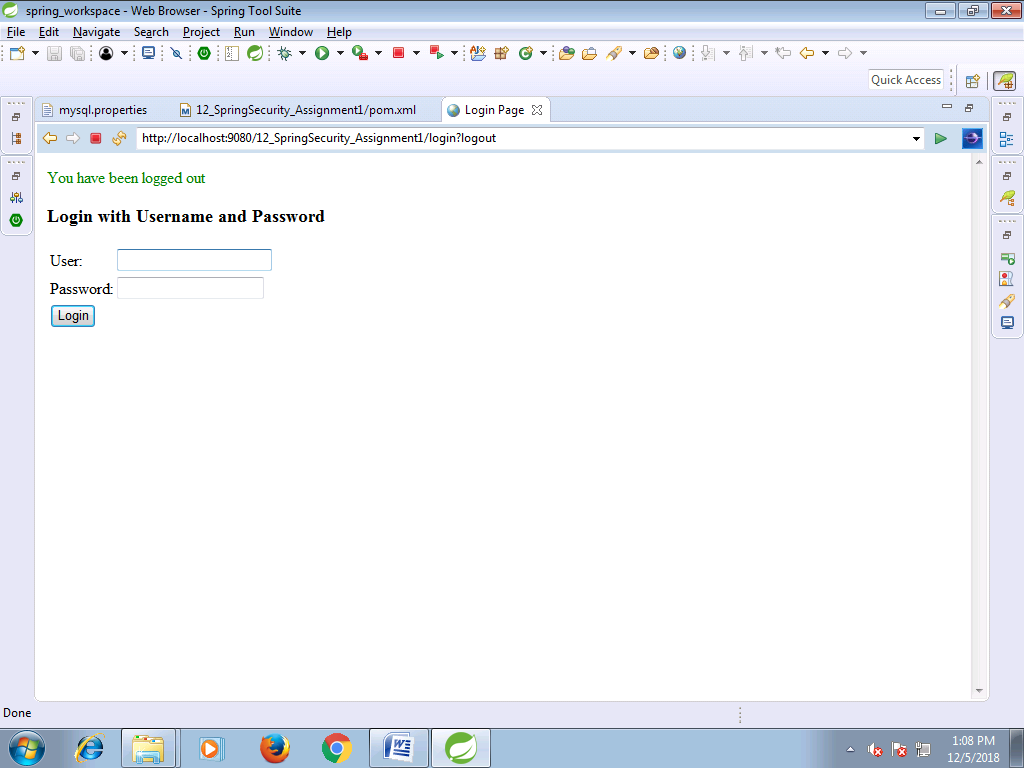 spring_workspace - Web Browser - Spring Tool Suite
File Edit Navigate Search Project Run Window Help
Quick Access
mysql.properties 12_SpringSecurity_Assignment1/pom.xml Login Page
http://localhost:9080/12_SpringSecurity_Assignment1/login?logout
You have been logged out
Login with Username and Password
User:
Password:
Login
Done
1:08 PM
12/5/2018